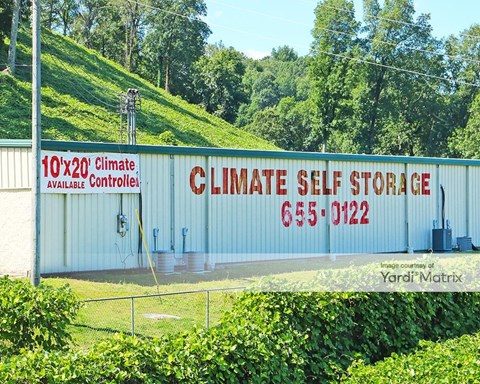 10'x20' Climate
AVAILABLE Controlled
CLIMATE SELF STORAGE
655-0122
Image courtesy of
Yardi Matrix